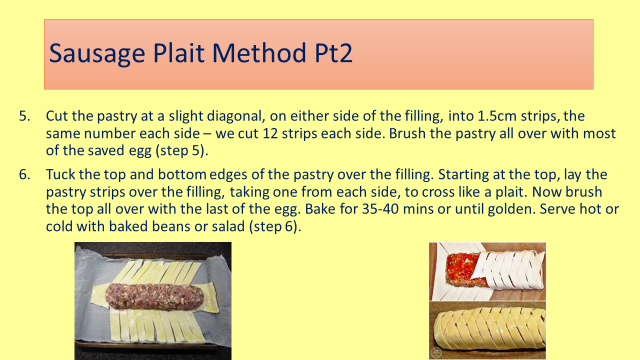 Sausage Plait Method Pt2
5. Cut the pastry at a slight diagonal, on either side of the filling, into 1.5cm strips, the
same number each side – we cut 12 strips each side. Brush the pastry all over with most
of the saved egg (step 5).
6. Tuck the top and bottom edges of the pastry over the filling. Starting at the top, lay the
pastry strips over the filling, taking one from each side, to cross like a plait. Now brush
the top all over with the last of the egg. Bake for 35-40 mins or until golden. Serve hot or
cold with baked beans or salad (step 6).